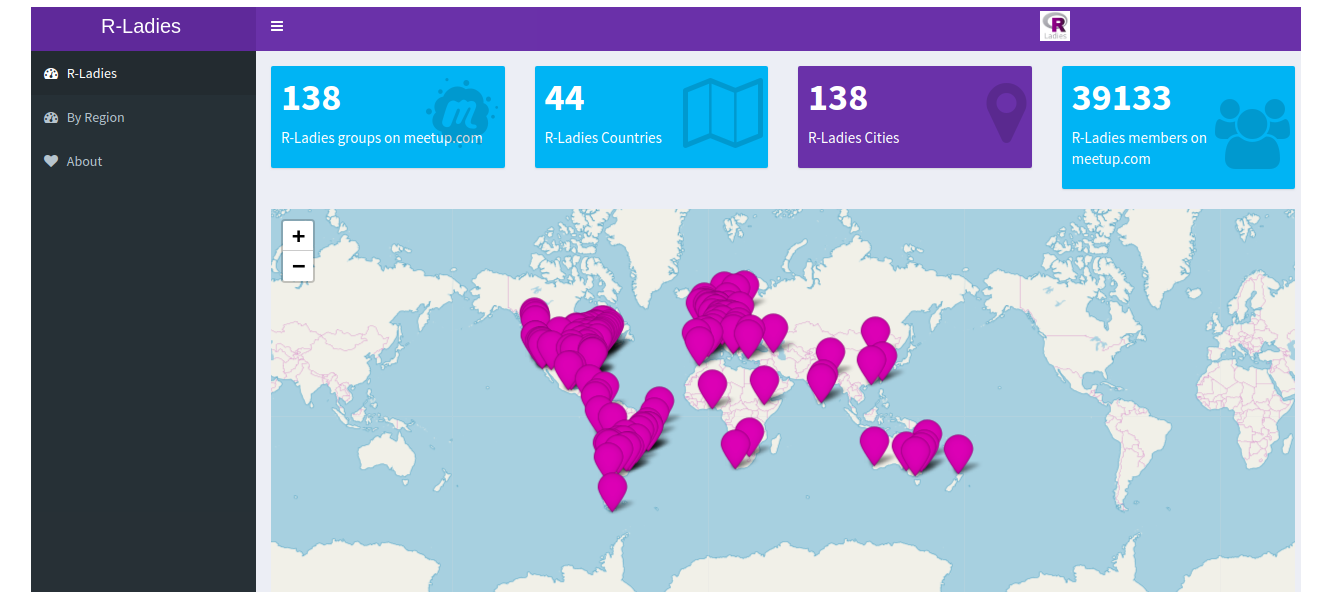 R-Ladies
R
Ladies
R-Ladies
By Region
About
138
R-Ladies groups on meetup.com
m
44
R-Ladies Countries
138
R-Ladies Cities
39133
R-Ladies members on
meetup.com
+
−